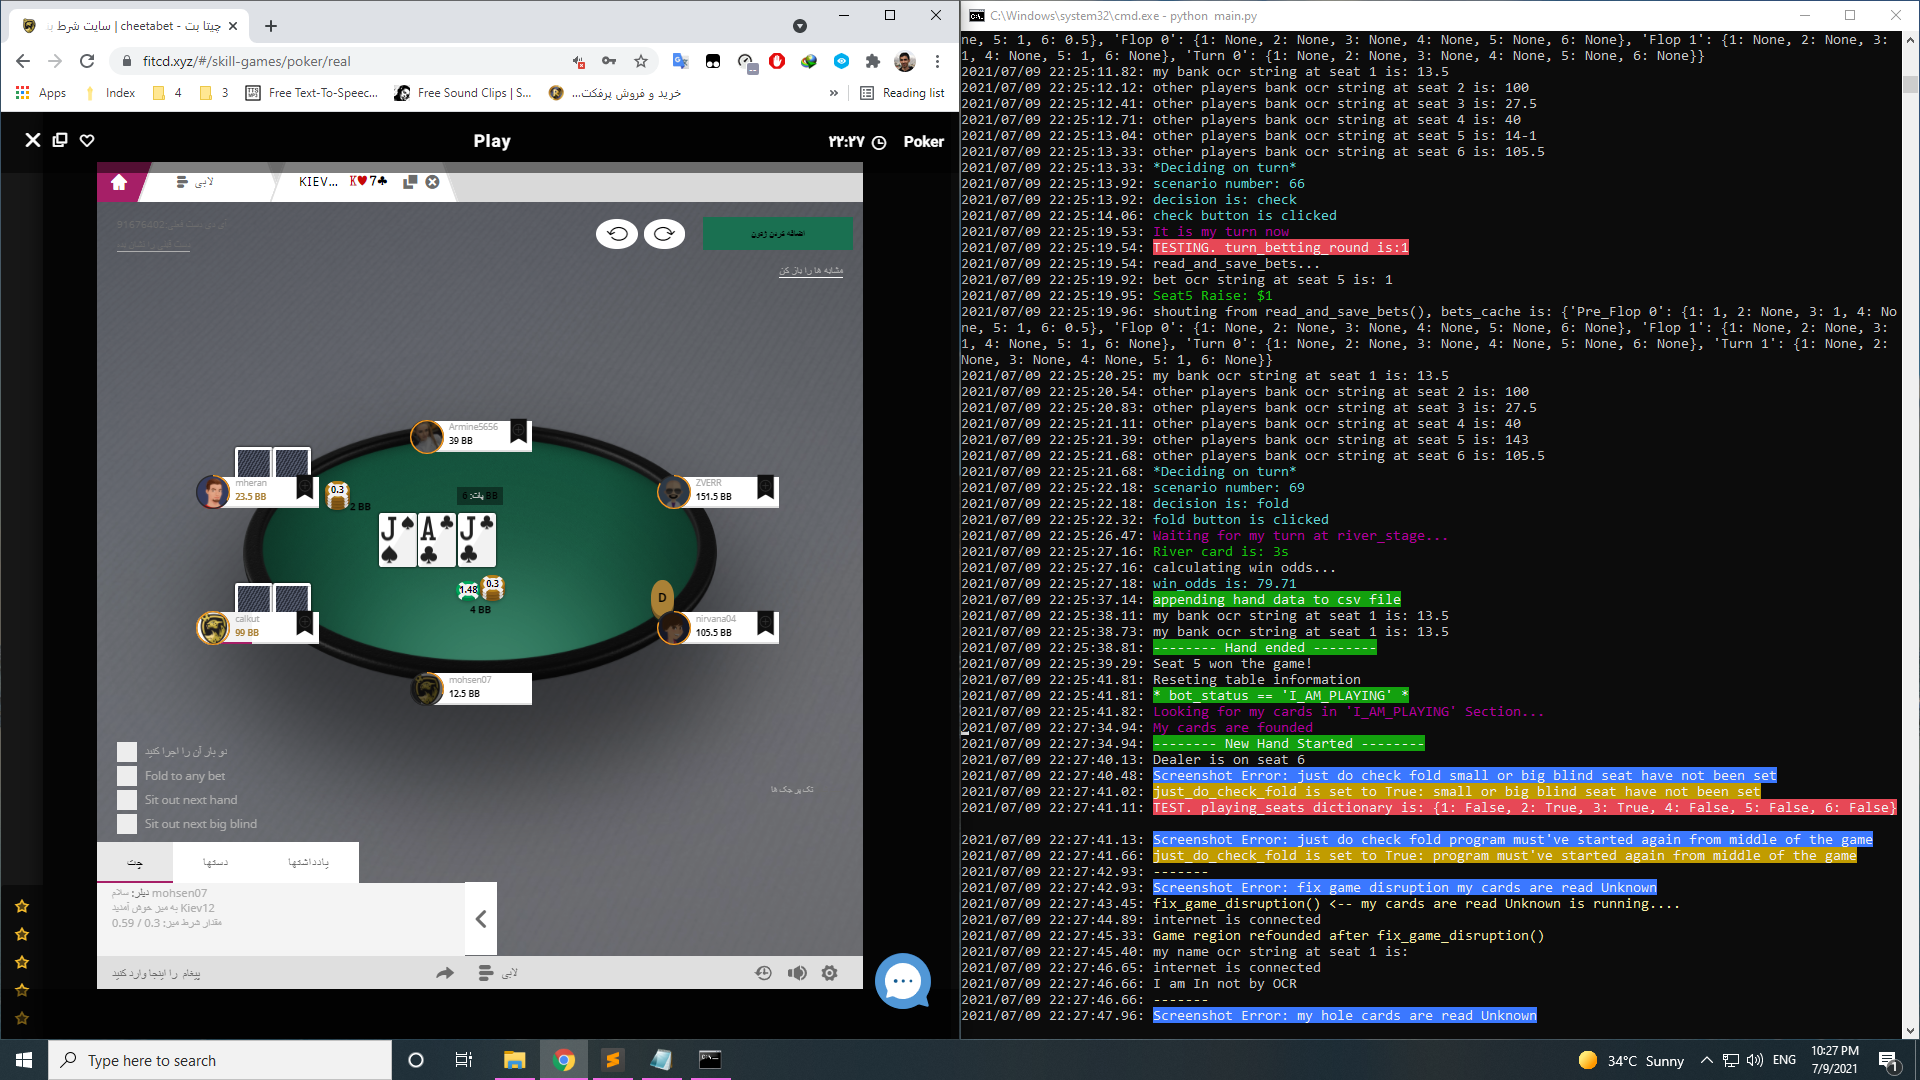 چیتا بت - cheetabet | سایت شرط ب
fitcd.xyz/#/skill-games/poker/real
Apps
Index
4
3
Free Text-To-Speec...
Free Sound Clips | S...
خرید و فروش پرفکت...
»
Reading list
Play
۲۲:۲۷
Poker
لابی
KIEV... K♥7♣
91676402
اضافه کردن ژتون
مشابه ها را باز کن
Armine5656
39 BB
mheran
23.5 BB
0.3
2 BB
ZVERR
151.5 BB
پات: 6 BB
J A J
1.48 0.3
4 BB
D
calkut
99 BB
nirvana04
105.5 BB
mohsen07
12.5 BB
دو بار آن را اجرا کنید
Fold to any bet
Sit out next hand
Sit out next big blind
تک پر چک ها
چت
دستها
یادداشتها
دیلر: سلام mohsen07
به میز خوش آمدید Kiev12
مقدار شرط میز: 0.3 / 0.59
پیغام را اینجا وارد کنید
لابی
C:\Windows\system32\cmd.exe - python main.py
ne, 5: 1, 6: 0.5}, 'Flop 0': {1: None, 2: None, 3: None, 4: None, 5: None, 6: None}, 'Flop 1': {1: None, 2: None, 3:
1, 4: None, 5: 1, 6: None}, 'Turn 0': {1: None, 2: None, 3: None, 4: None, 5: None, 6: None}}
2021/07/09 22:25:11.82: my bank ocr string at seat 1 is: 13.5
2021/07/09 22:25:12.12: other players bank ocr string at seat 2 is: 100
2021/07/09 22:25:12.41: other players bank ocr string at seat 3 is: 27.5
2021/07/09 22:25:12.71: other players bank ocr string at seat 4 is: 40
2021/07/09 22:25:13.04: other players bank ocr string at seat 5 is: 14-1
2021/07/09 22:25:13.33: other players bank ocr string at seat 6 is: 105.5
2021/07/09 22:25:13.33: *Deciding on turn*
2021/07/09 22:25:13.92: scenario number: 66
2021/07/09 22:25:13.92: decision is: check
2021/07/09 22:25:14.06: check button is clicked
2021/07/09 22:25:19.53: It is my turn now
2021/07/09 22:25:19.54: TESTING. turn_betting_round is:1
2021/07/09 22:25:19.54: read_and_save_bets...
2021/07/09 22:25:19.92: bet ocr string at seat 5 is: 1
2021/07/09 22:25:19.95: Seat5 Raise: $1
2021/07/09 22:25:19.96: shouting from read_and_save_bets(), bets_cache is: {'Pre_Flop 0': {1: 1, 2: None, 3: 1, 4: No
ne, 5: 1, 6: 0.5}, 'Flop 0': {1: None, 2: None, 3: None, 4: None, 5: None, 6: None}, 'Flop 1': {1: None, 2: None, 3:
1, 4: None, 5: 1, 6: None}, 'Turn 0': {1: None, 2: None, 3: None, 4: None, 5: None, 6: None}, 'Turn 1': {1: None, 2:
None, 3: None, 4: None, 5: 1, 6: None}}
2021/07/09 22:25:20.25: my bank ocr string at seat 1 is: 13.5
2021/07/09 22:25:20.54: other players bank ocr string at seat 2 is: 100
2021/07/09 22:25:20.83: other players bank ocr string at seat 3 is: 27.5
2021/07/09 22:25:21.11: other players bank ocr string at seat 4 is: 40
2021/07/09 22:25:21.39: other players bank ocr string at seat 5 is: 143
2021/07/09 22:25:21.68: other players bank ocr string at seat 6 is: 105.5
2021/07/09 22:25:21.68: *Deciding on turn*
2021/07/09 22:25:22.18: scenario number: 69
2021/07/09 22:25:22.18: decision is: fold
2021/07/09 22:25:22.32: fold button is clicked
2021/07/09 22:25:26.47: Waiting for my turn at river_stage...
2021/07/09 22:25:27.16: River card is: 3s
2021/07/09 22:25:27.16: calculating win odds...
2021/07/09 22:25:27.18: win_odds is: 79.71
2021/07/09 22:25:37.14: appending hand data to csv file
2021/07/09 22:25:38.11: my bank ocr string at seat 1 is: 13.5
2021/07/09 22:25:38.73: my bank ocr string at seat 1 is: 13.5
2021/07/09 22:25:38.81: -------- Hand ended --------
2021/07/09 22:25:39.29: Seat 5 won the game!
2021/07/09 22:25:41.81: Reseting table information
2021/07/09 22:25:41.81: * bot_status == 'I_AM_PLAYING' *
2021/07/09 22:25:41.82: Looking for my cards in 'I_AM_PLAYING' Section...
2021/07/09 22:27:34.94: My cards are founded
2021/07/09 22:27:34.94: -------- New Hand Started --------
2021/07/09 22:27:40.13: Dealer is on seat 6
2021/07/09 22:27:40.48: Screenshot Error: just do check fold small or big blind seat have not been set
2021/07/09 22:27:41.02: just_do_check_fold is set to True: small or big blind seat have not been set
2021/07/09 22:27:41.11: TEST. playing_seats dictionary is: {1: False, 2: True, 3: True, 4: False, 5: False, 6: False}
2021/07/09 22:27:41.13: Screenshot Error: just do check fold program must've started again from middle of the game
2021/07/09 22:27:41.66: just_do_check_fold is set to True: program must've started again from middle of the game
2021/07/09 22:27:42.93: -------
2021/07/09 22:27:42.93: Screenshot Error: fix game disruption my cards are read Unknown
2021/07/09 22:27:43.45: fix_game_disruption() <-- my cards are read Unknown is running....
2021/07/09 22:27:44.89: internet is connected
2021/07/09 22:27:45.33: Game region refounded after fix_game_disruption()
2021/07/09 22:27:45.40: my name ocr string at seat 1 is:
2021/07/09 22:27:46.65: internet is connected
2021/07/09 22:27:46.66: I am In not by OCR
2021/07/09 22:27:46.66: -------
2021/07/09 22:27:47.96: Screenshot Error: my hole cards are read Unknown
Type here to search
34°C Sunny
ENG
10:27 PM
7/9/2021
1